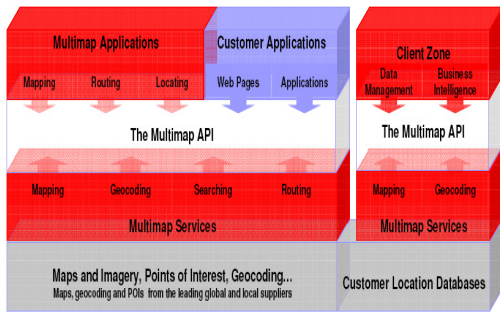 Multimap Applications
Customer Applications
Mapping Routing Locating
Web Pages Applications
The Multimap API
Mapping Geocoding Searching Routing
Multimap Services
Maps and Imagery, Points of Interest, Geocoding...
Maps, geocoding and POIs from the leading global and local suppliers
Client Zone
Data Management
Business Intelligence
The Multimap API
Mapping Geocoding
Multimap Services
Customer Location Databases